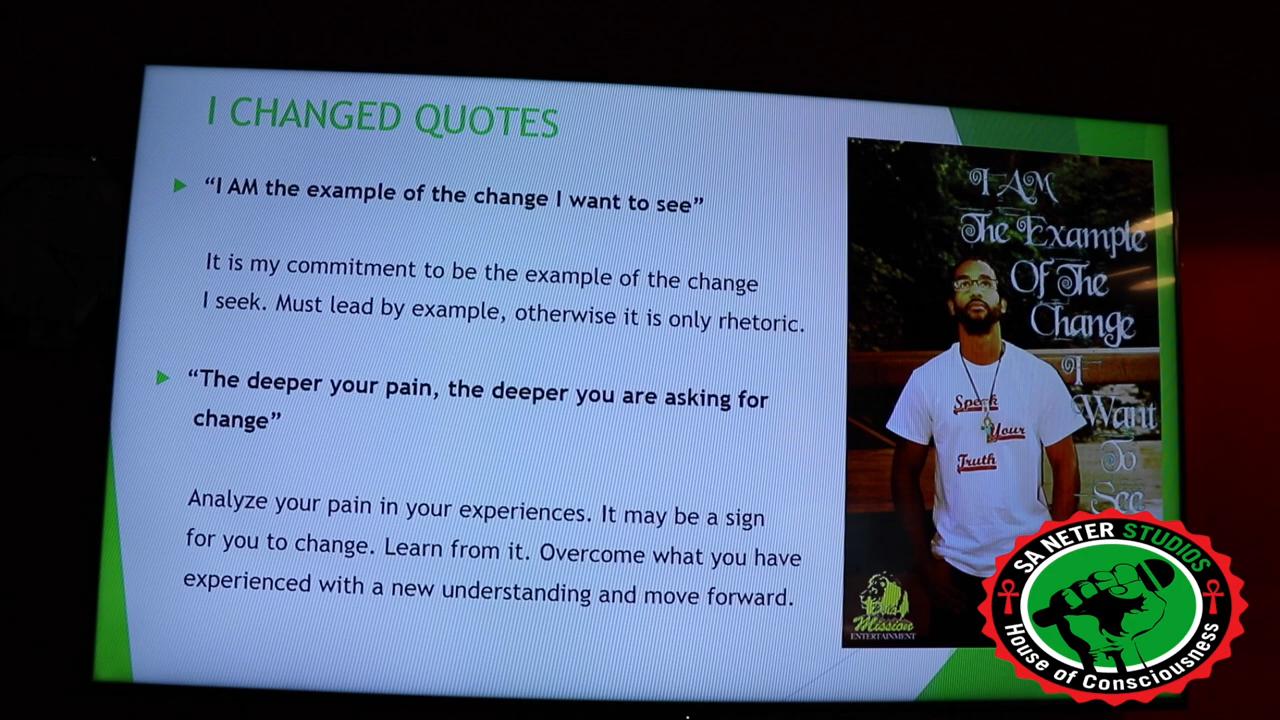 I CHANGED QUOTES
“I AM the example of the change I want to see”
It is my commitment to be the example of the change
I seek. Must lead by example, otherwise it is only rhetoric.
“The deeper your pain, the deeper you are asking for
change”
Analyze your pain in your experiences. It may be a sign
for you to change. Learn from it. Overcome what you have
experienced with a new understanding and move forward.
I AM
The Example
Of The
Change
I
Want
To
See
Speak
Your
Truth
Mission
ENTERTAINMENT
SA NETER STUDIOS
House of Consciousness